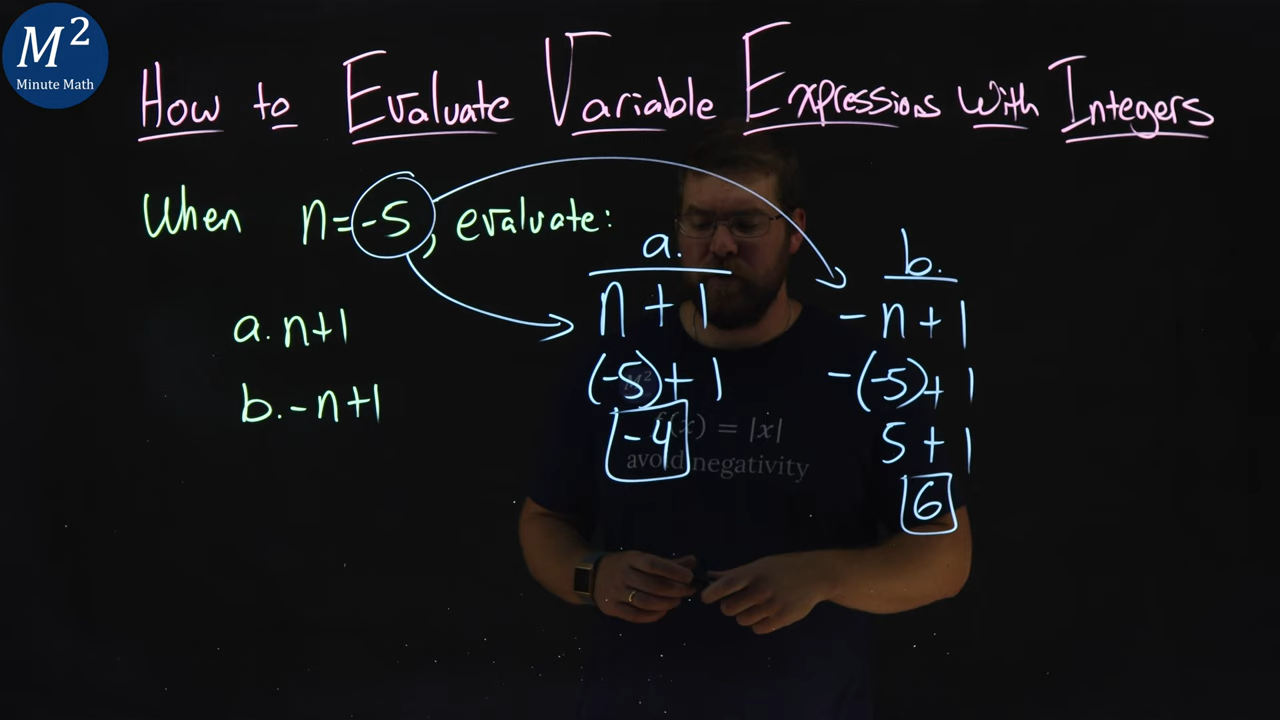 M²
Minute Math
How to Evaluate Variable Expressions with Integers
When n=-5, evaluate:
a. n+1
b. -n+1
a.
n+1
(-5)+1
-4
b.
-n+1
-(-5)+1
5+1
6
M²
f(x) = |x|
avoid negativity